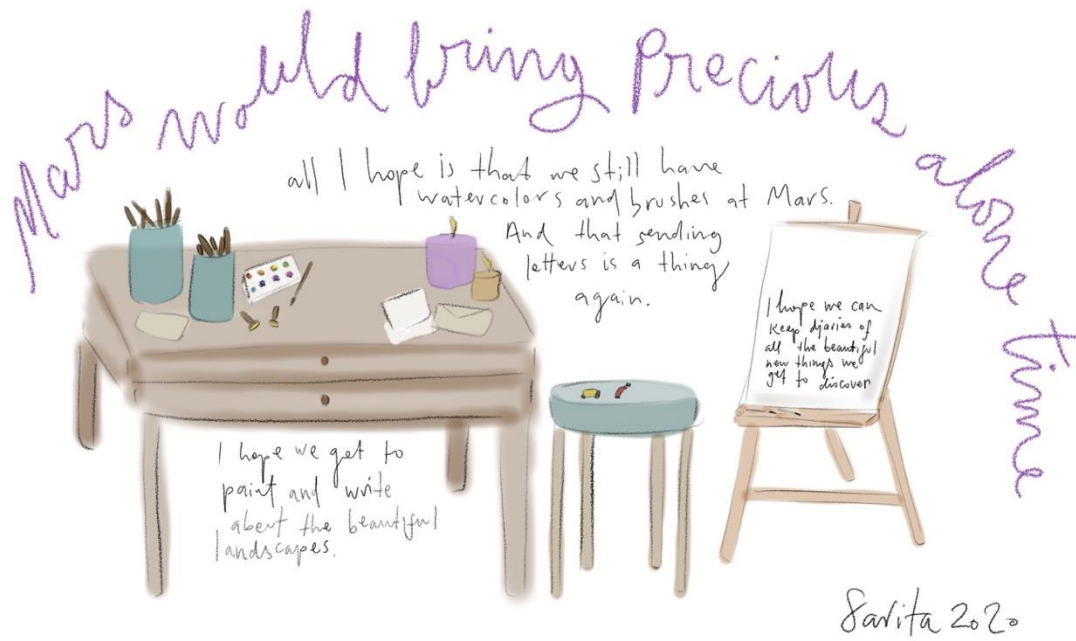 Mars would bring Precious alone time
all I hope is that we still have
watercolors and brushes at Mars.
And that sending
letters is a thing
again.
I hope we can
keep diaries of
all the beautiful
new things we
get to discover
I hope we get to
paint and write
about the beautiful
landscapes.
Sarita 2020